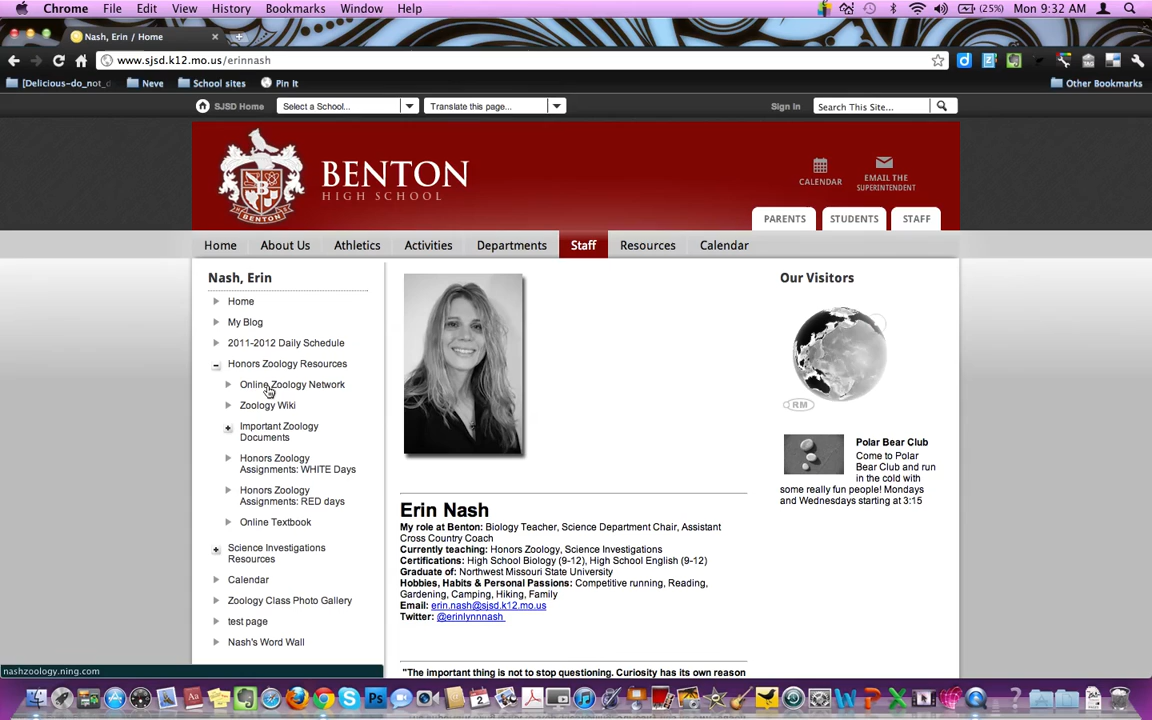 Chrome File Edit View History Bookmarks Window Help (25%) Mon 9:32 AM
Nash, Erin / Home
www.sjsd.k12.mo.us/erinnash
[Delicious-do_not_d Neve School sites Pin It Other Bookmarks
SJSD Home Select a School... Translate this page... Sign In Search This Site...
BENTON
HIGH SCHOOL
B
BENTON
CALENDAR
EMAIL THE
SUPERINTENDENT
PARENTS STUDENTS STAFF
Home About Us Athletics Activities Departments Staff Resources Calendar
Nash, Erin
Home
My Blog
2011-2012 Daily Schedule
Honors Zoology Resources
Online Zoology Network
Zoology Wiki
Important Zoology
Documents
Honors Zoology
Assignments: WHITE Days
Honors Zoology
Assignments: RED days
Online Textbook
Science Investigations
Resources
Calendar
Zoology Class Photo Gallery
test page
Nash's Word Wall
Erin Nash
My role at Benton: Biology Teacher, Science Department Chair, Assistant
Cross Country Coach
Currently teaching: Honors Zoology, Science Investigations
Certifications: High School Biology (9-12), High School English (9-12)
Graduate of: Northwest Missouri State University
Hobbies, Habits & Personal Passions: Competitive running, Reading,
Gardening, Camping, Hiking, Family
Email: erin.nash@sjsd.k12.mo.us
Twitter: @erinlynnnash
"The important thing is not to stop questioning. Curiosity has its own reason
Our Visitors
RM
Polar Bear Club
Come to Polar
Bear Club and run
in the cold with
some really fun people! Mondays
and Wednesdays starting at 3:15
nashzoology.ning.com